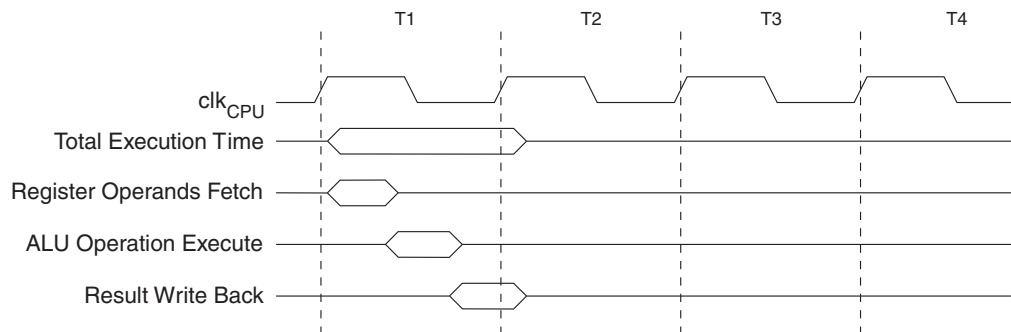 T1 T2 T3 T4
clkCPU
Total Execution Time
Register Operands Fetch
ALU Operation Execute
Result Write Back